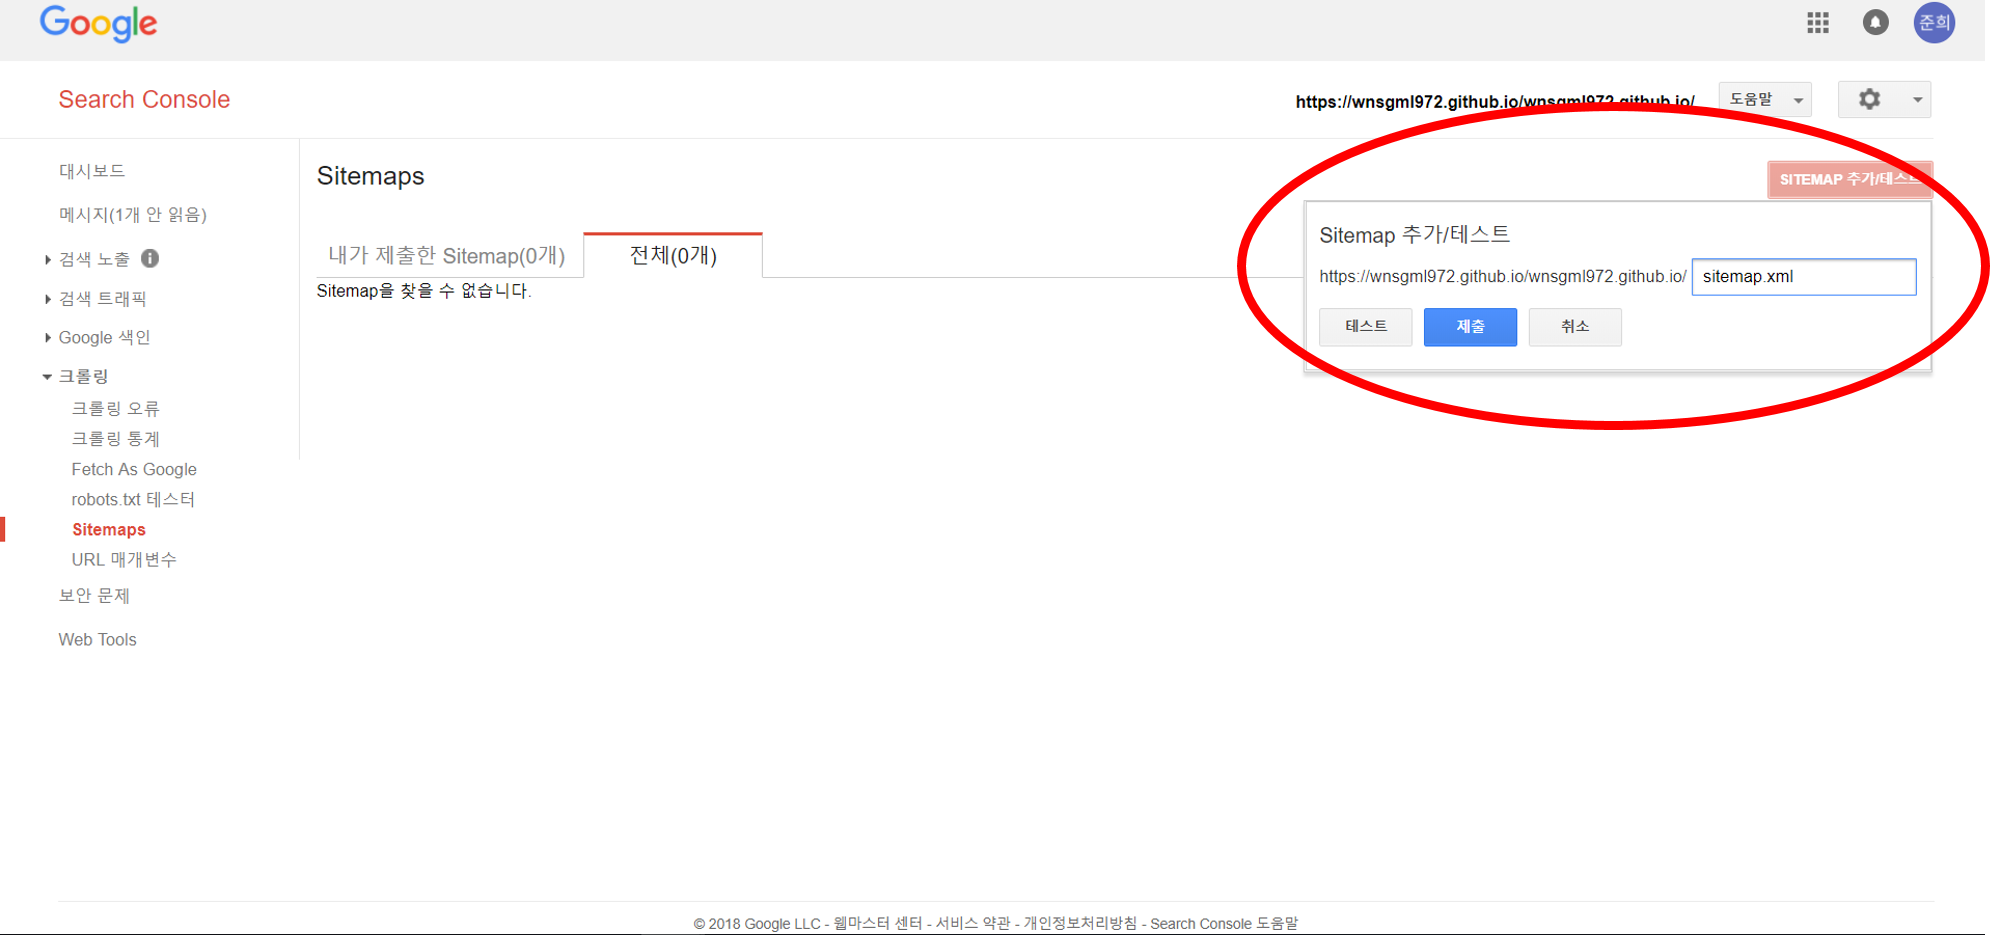 Google
준희
Search Console
https://wnsgml972.github.io/wnsgml972.github.io/
도움말
대시보드
메시지(1개 안 읽음)
검색 노출
검색 트래픽
Google 색인
크롤링
크롤링 오류
크롤링 통계
Fetch As Google
robots.txt 테스터
Sitemaps
URL 매개변수
보안 문제
Web Tools
Sitemaps
SITEMAP 추가/테스트
내가 제출한 Sitemap(0개)
전체(0개)
Sitemap을 찾을 수 없습니다.
Sitemap 추가/테스트
https://wnsgml972.github.io/wnsgml972.github.io/ sitemap.xml
테스트 제출 취소
© 2018 Google LLC - 웹마스터 센터 - 서비스 약관 - 개인정보처리방침 - Search Console 도움말